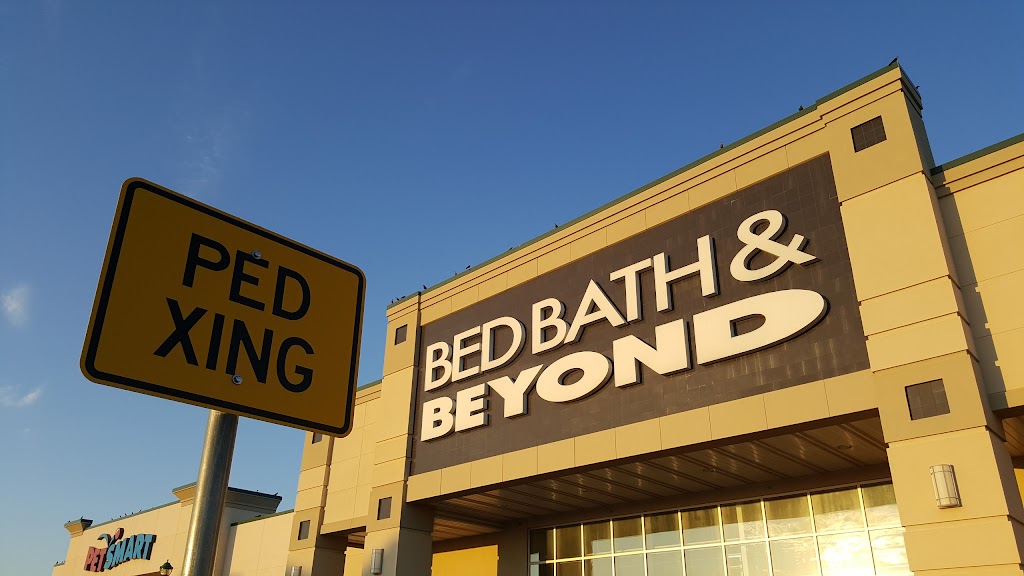 PED
XING
BED BATH &
BEYOND
PETSMART